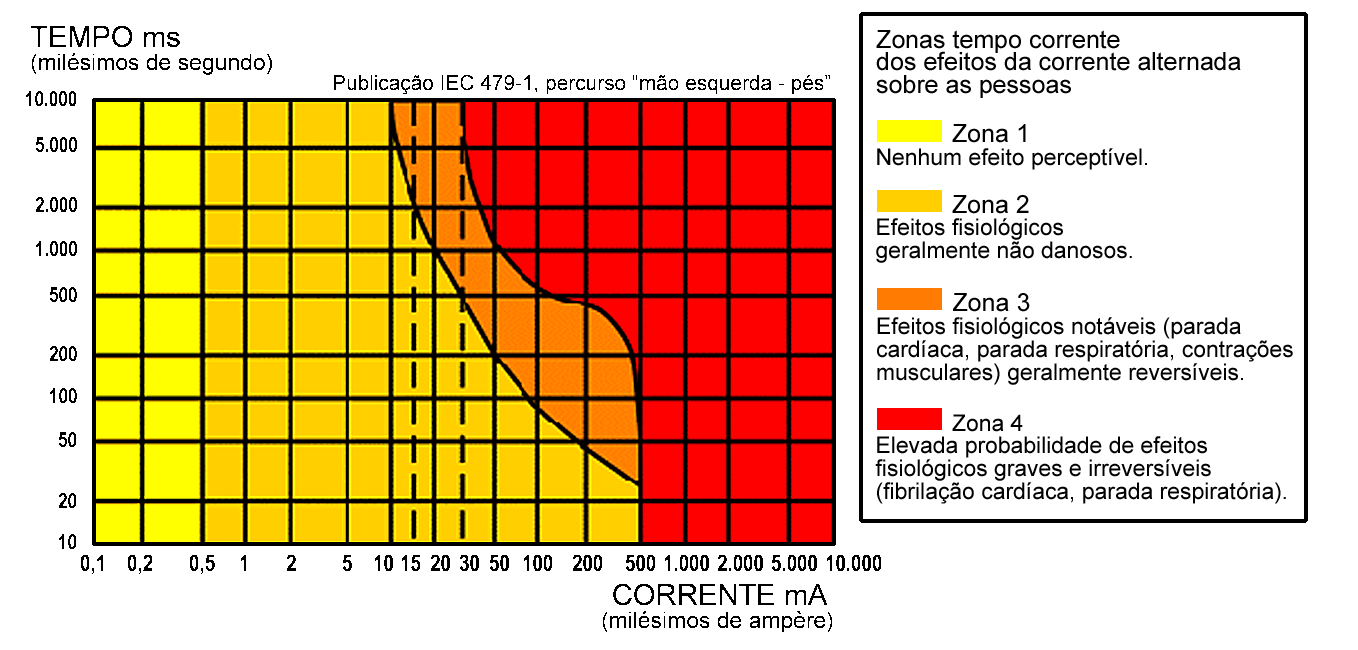 TEMPO ms
(milésimos de segundo)
Publicação IEC 479-1, percurso “mão esquerda - pés”
10.000
5.000
2.000
1.000
500
200
100
50
20
10
0,1 0,2 0,5 1 2 5 10 15 20 30 50 100 200 500 1.000 2.000 5.000 10.000
CORRENTE mA
(milésimos de ampère)
Zonas tempo corrente
dos efeitos da corrente alternada
sobre as pessoas
Zona 1
Nenhum efeito perceptível.
Zona 2
Efeitos fisiológicos
geralmente não danosos.
Zona 3
Efeitos fisiológicos notáveis (parada
cardíaca, parada respiratória, contrações
musculares) geralmente reversíveis.
Zona 4
Elevada probabilidade de efeitos
fisiológicos graves e irreversíveis
(fibrilação cardíaca, parada respiratória).